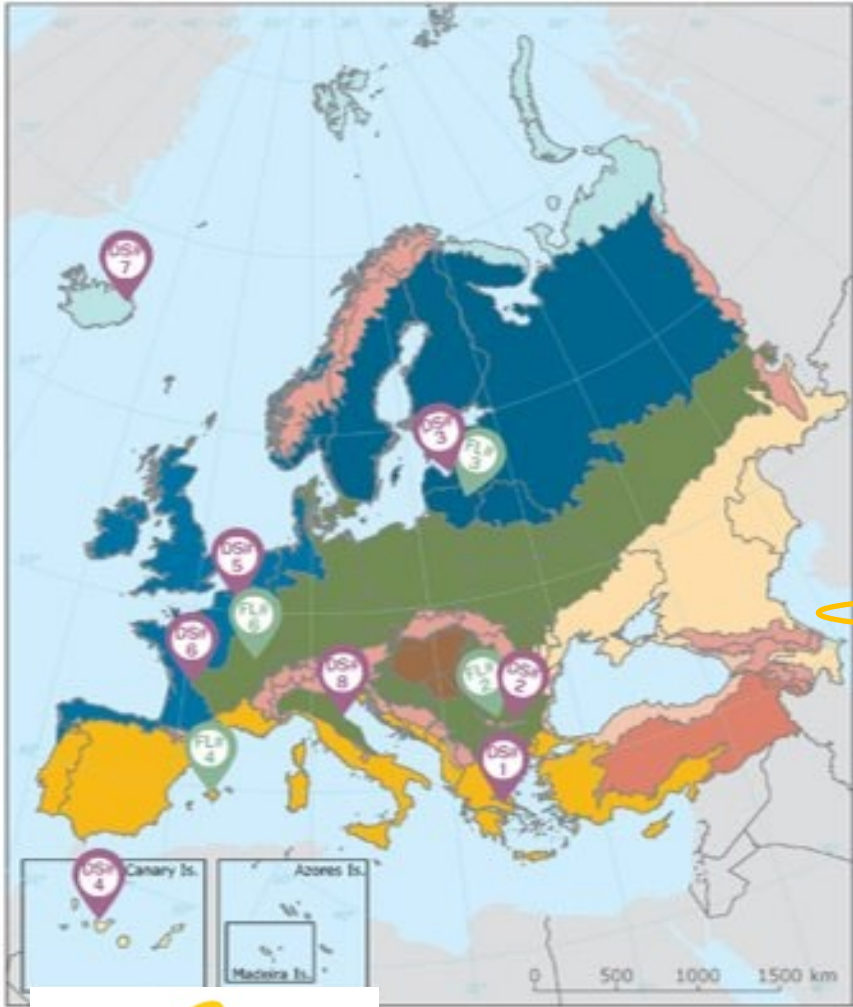 DS#
7
DS#
3
FL#
3
DS#
5
FL#
6
DS#
6
DS#
8
FL#
2
DS#
2
FL#
4
DS#
1
DS#
4
Canary Is.
Azores Is.
Madeira Is.
0 500 1000 1500 km